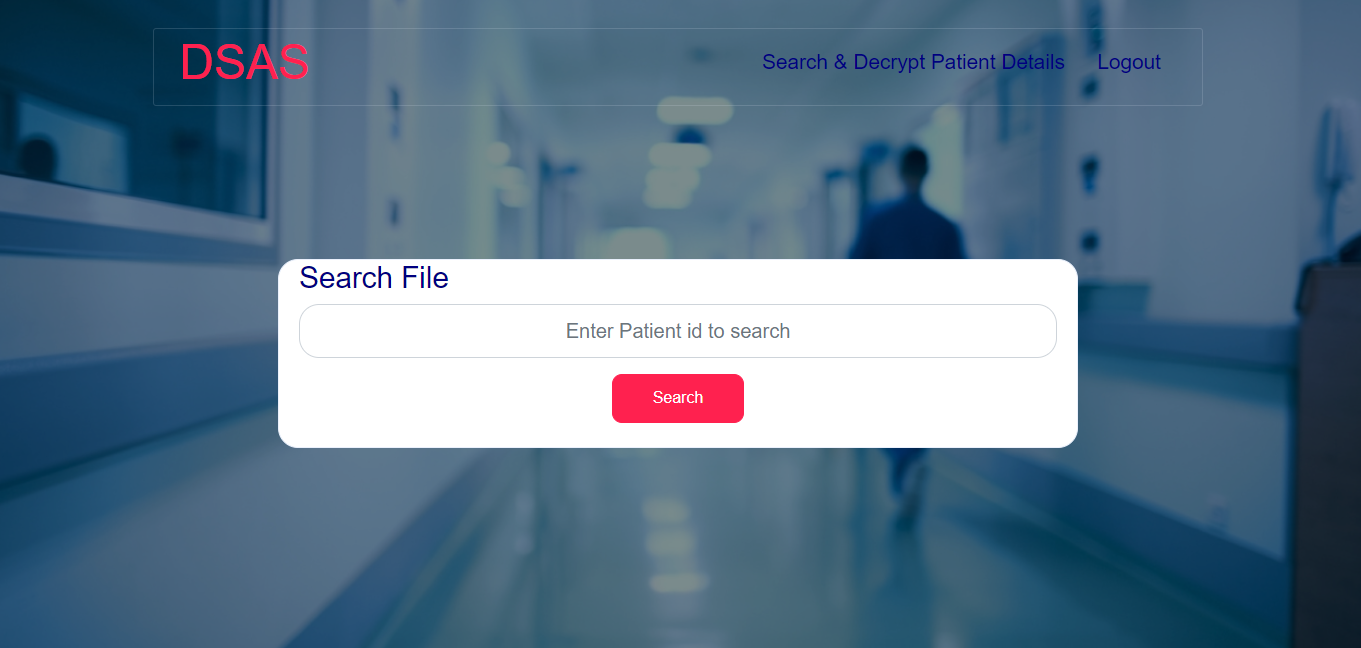 DSAS
Search & Decrypt Patient Details Logout
Search File
Enter Patient id to search
Search